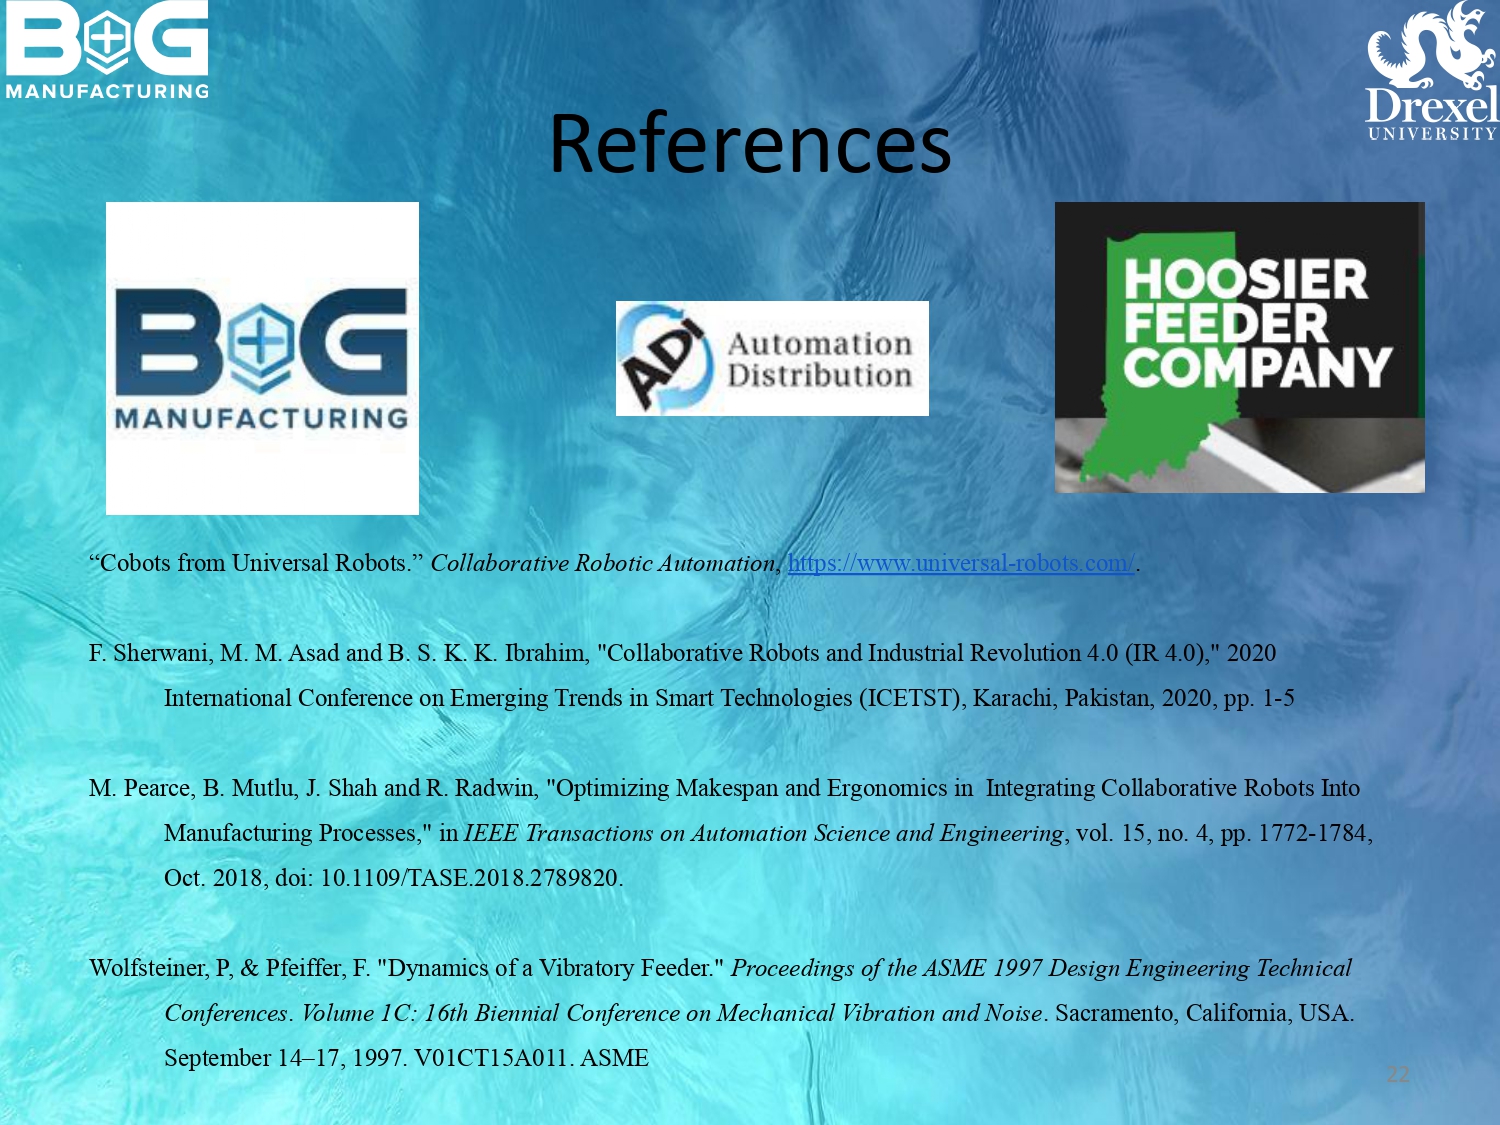 B G
MANUFACTURING
Drexel
UNIVERSITY
References
B G
MANUFACTURING
ADI
Automation
Distribution
HOOSIER
FEEDER
COMPANY
“Cobots from Universal Robots.” Collaborative Robotic Automation, https://www.universal-robots.com/.
F. Sherwani, M. M. Asad and B. S. K. K. Ibrahim, "Collaborative Robots and Industrial Revolution 4.0 (IR 4.0)," 2020
International Conference on Emerging Trends in Smart Technologies (ICETST), Karachi, Pakistan, 2020, pp. 1-5
M. Pearce, B. Mutlu, J. Shah and R. Radwin, "Optimizing Makespan and Ergonomics in  Integrating Collaborative Robots Into
Manufacturing Processes," in IEEE Transactions on Automation Science and Engineering, vol. 15, no. 4, pp. 1772-1784,
Oct. 2018, doi: 10.1109/TASE.2018.2789820.
Wolfsteiner, P, & Pfeiffer, F. "Dynamics of a Vibratory Feeder." Proceedings of the ASME 1997 Design Engineering Technical
Conferences. Volume 1C: 16th Biennial Conference on Mechanical Vibration and Noise. Sacramento, California, USA.
September 14–17, 1997. V01CT15A011. ASME
22